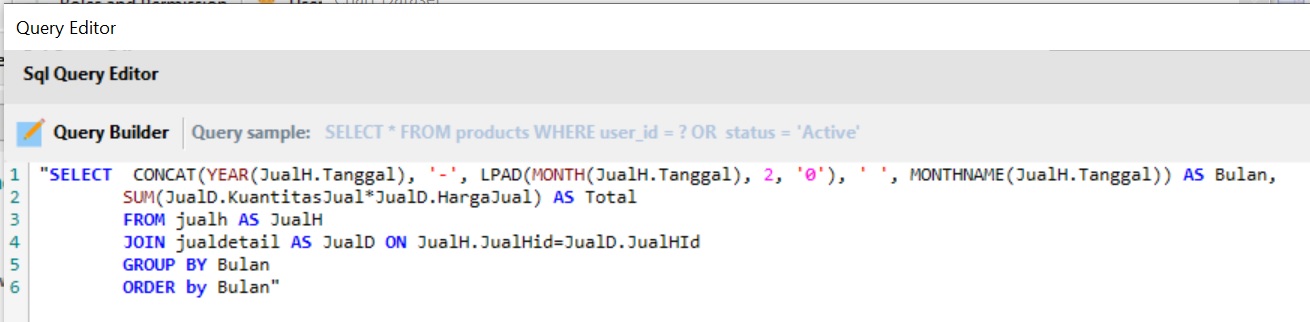 Query Editor
Sql Query Editor
Query Builder Query sample: SELECT * FROM products WHERE user_id = ? OR status = 'Active'
1 "SELECT CONCAT(YEAR(JualH.Tanggal), '-', LPAD(MONTH(JualH.Tanggal), 2, '0'), ' ', MONTHNAME(JualH.Tanggal)) AS Bulan,
2 SUM(JualD.KuantitasJual*JualD.HargaJual) AS Total
3 FROM jualh AS JualH
4 JOIN jualdetail AS JualD ON JualH.JualHid=JualD.JualHId
5 GROUP BY Bulan
6 ORDER by Bulan"